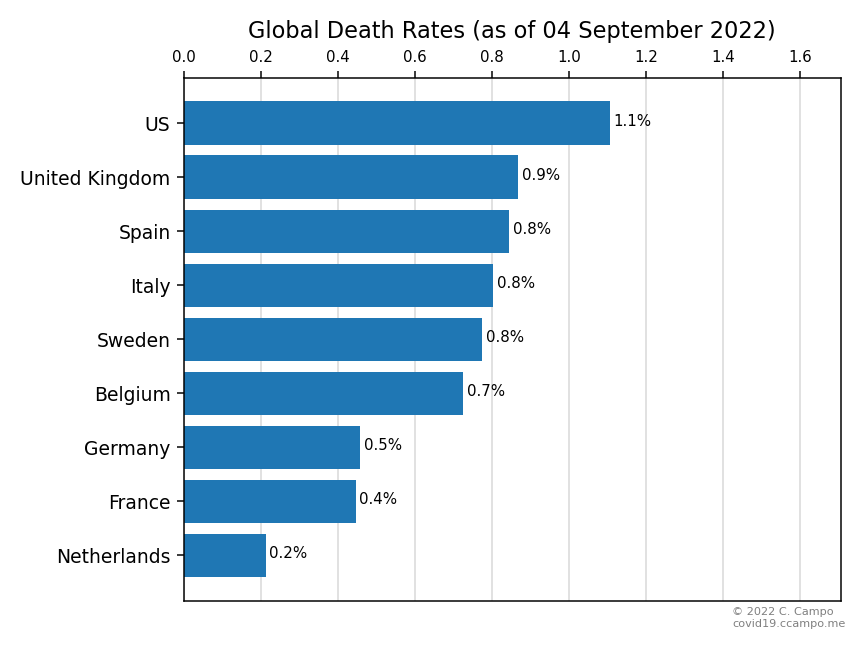 Global Death Rates (as of 04 September 2022)
0.0 0.2 0.4 0.6 0.8 1.0 1.2 1.4 1.6
US 1.1%
United Kingdom 0.9%
Spain 0.8%
Italy 0.8%
Sweden 0.8%
Belgium 0.7%
Germany 0.5%
France 0.4%
Netherlands 0.2%
© 2022 C. Campo
covid19.ccampo.me